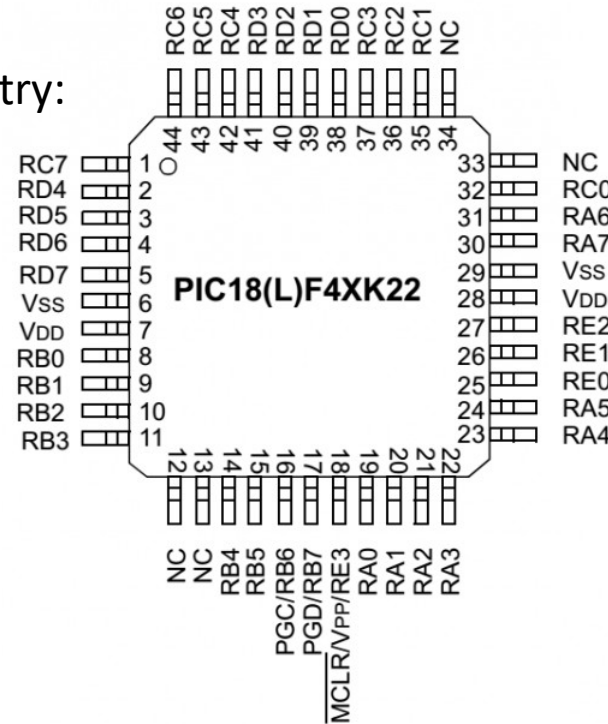 try:
RC6
RC5
RC4
RD3
RD2
RD1
RD0
RC3
RC2
RC1
NC
44
43
42
41
40
39
38
37
36
35
34
RC7 1
RD4 2
RD5 3
RD6 4
RD7 5
VSS 6
VDD 7
RB0 8
RB1 9
RB2 10
RB3 11
PIC18(L)F4XK22
33 NC
32 RC0
31 RA6
30 RA7
29 VSS
28 VDD
27 RE2
26 RE1
25 RE0
24 RA5
23 RA4
12
13
14
15
16
17
18
19
20
21
22
NC
NC
RB4
RB5
PGC/RB6
PGD/RB7
MCLR/VPP/RE3
RA0
RA1
RA2
RA3